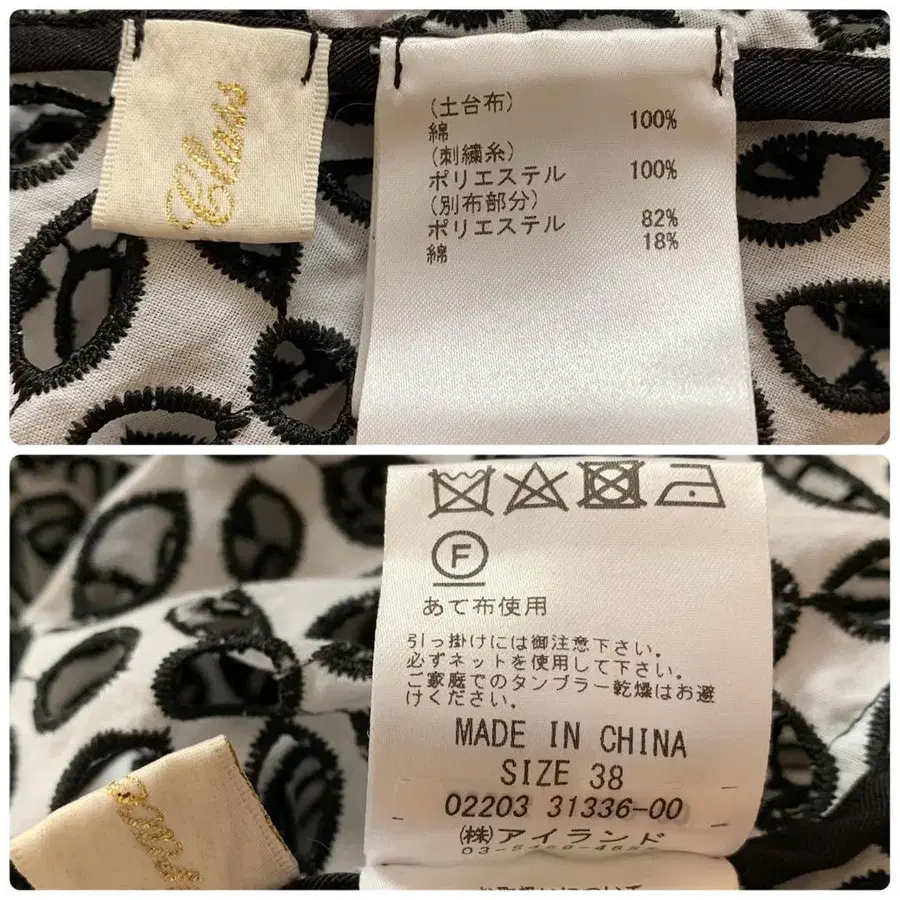 Class
(土台布)
綿 100%
(刺繍糸)
ポリエステル 100%
(別布部分)
ポリエステル 82%
綿 18%
F
あて布使用
引っ掛けには御注意下さい。
必ずネットを使用して下さい。
ご家庭でのタンブラー乾燥はお避
けください。
MADE IN CHINA
SIZE 38
02203 31336-00
(株)アイランド